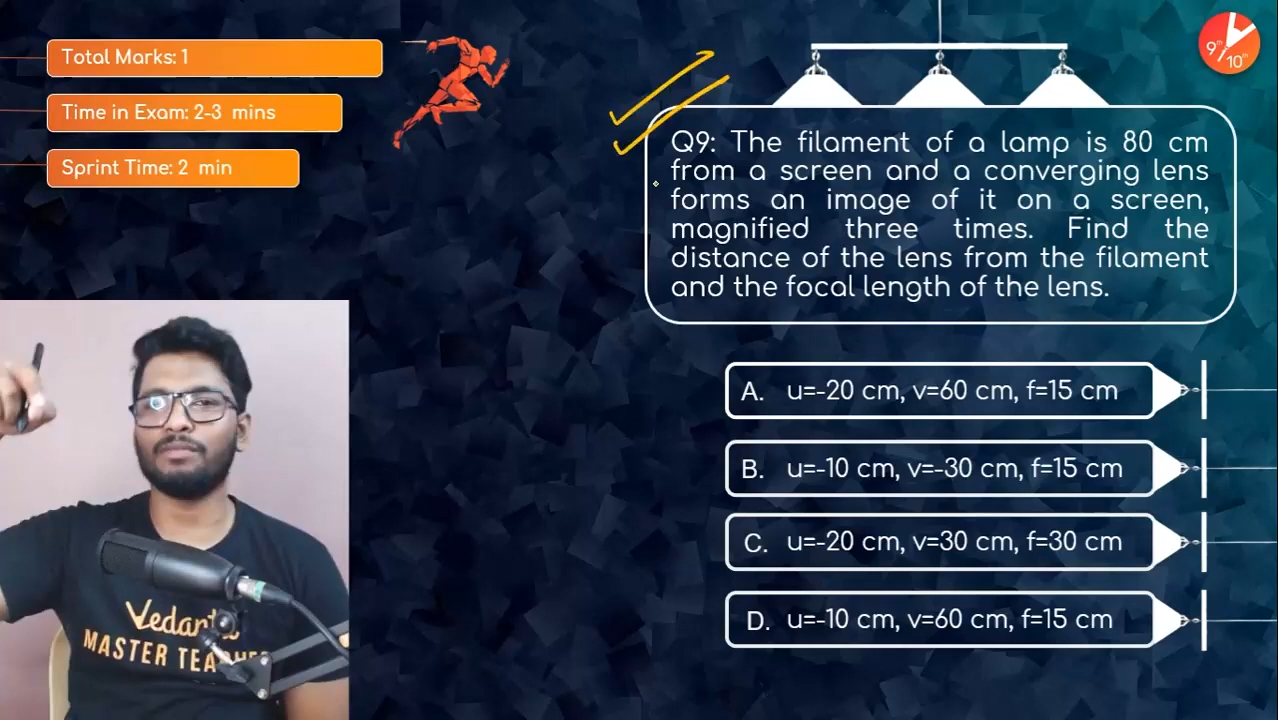 Total Marks: 1
Time in Exam: 2-3 mins
Sprint Time: 2 min
9th
10th
Q9: The filament of a lamp is 80 cm
from a screen and a converging lens
forms an image of it on a screen,
magnified three times. Find the
distance of the lens from the filament
and the focal length of the lens.
A. u=-20 cm, v=60 cm, f=15 cm
B. u=-10 cm, v=-30 cm, f=15 cm
C. u=-20 cm, v=30 cm, f=30 cm
D. u=-10 cm, v=60 cm, f=15 cm
MASTER